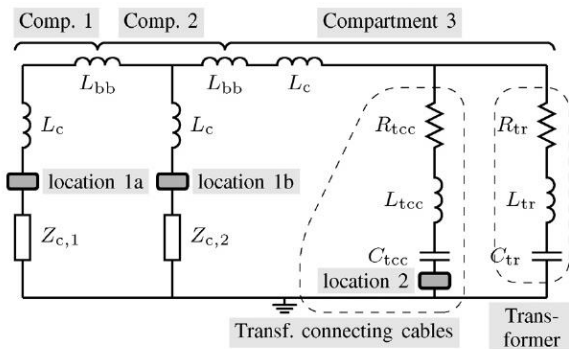 Comp. 1 Comp. 2 Compartment 3
L_bb L_bb L_c
L_c L_c R_tcc R_tr
location 1a location 1b
L_tcc L_tr
Z_c,1 Z_c,2
C_tcc C_tr
location 2
Transf. connecting cables
Trans-
former